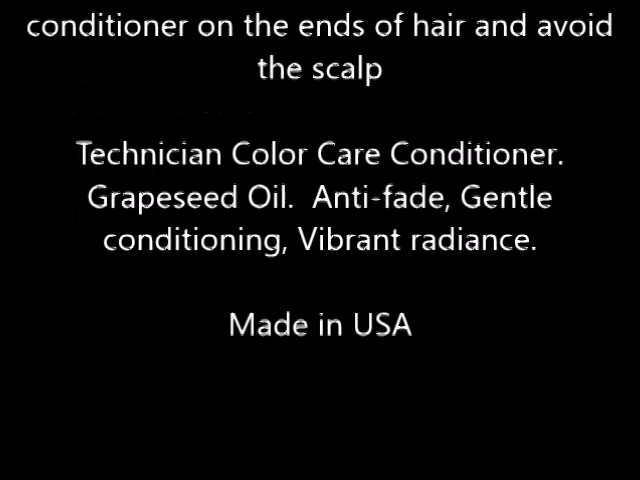 conditioner on the ends of hair and avoid
the scalp
Technician Color Care Conditioner.
Grapeseed Oil.  Anti-fade, Gentle
conditioning, Vibrant radiance.
Made in USA